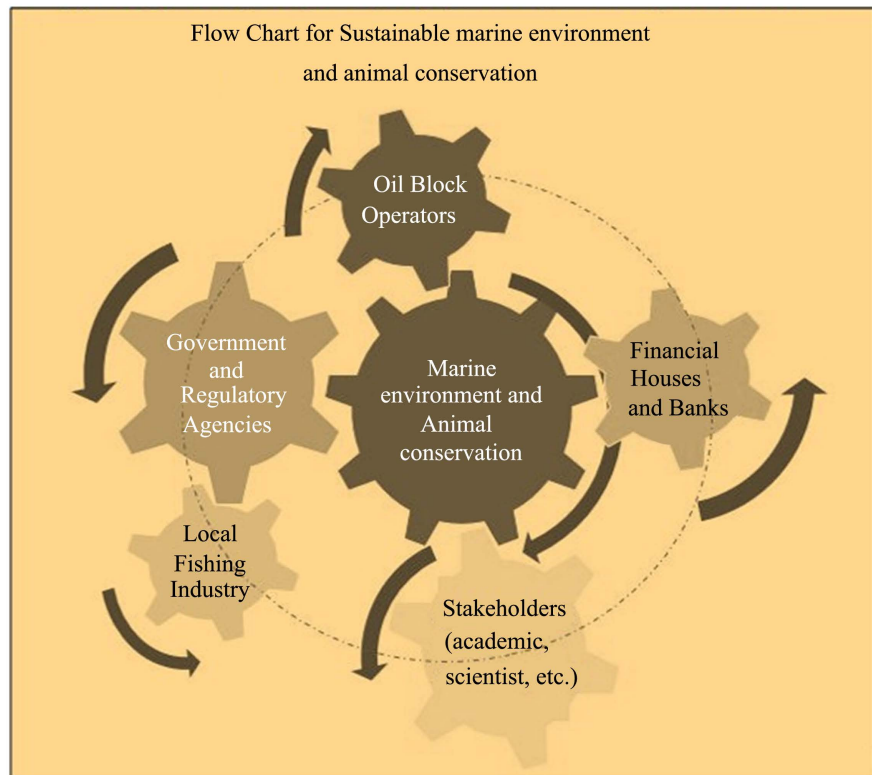 Flow Chart for Sustainable marine environment
and animal conservation
Oil Block
Operators
Government
and
Regulatory
Agencies
Marine
environment and
Animal
conservation
Financial
Houses
and Banks
Local
Fishing
Industry
Stakeholders
(academic,
scientist, etc.)